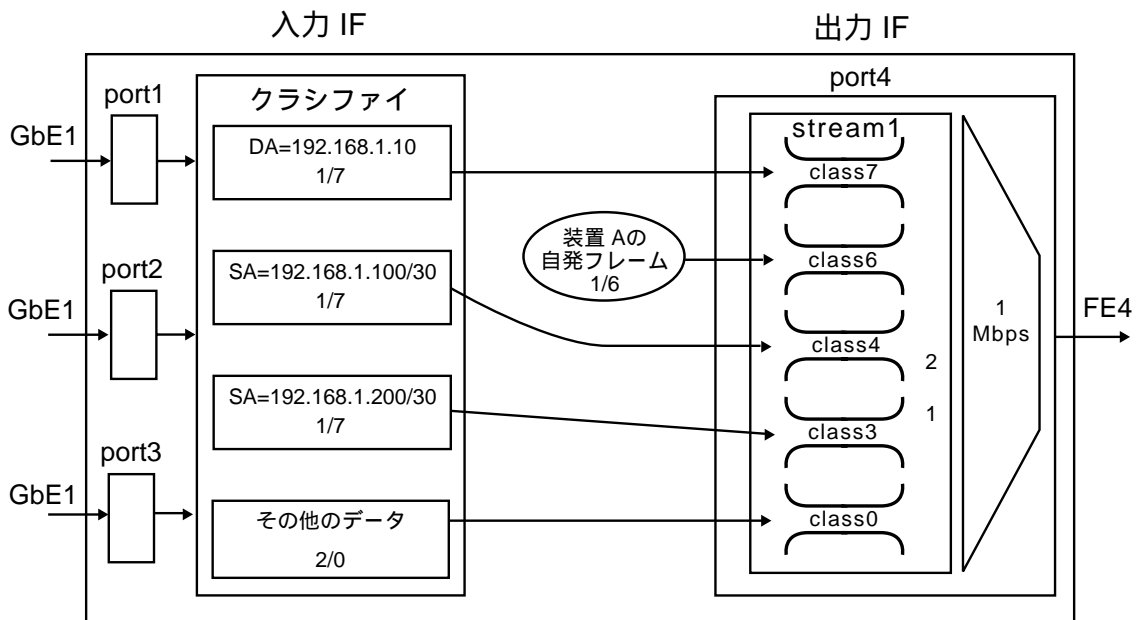 入力 IF
出力 IF
port1
GbE1
クラシファイ
DA=192.168.1.10
1/7
port2
GbE1
SA=192.168.1.100/30
1/7
SA=192.168.1.200/30
1/7
port3
GbE1
その他のデータ
2/0
装置 Aの
自発フレーム
1/6
port4
stream1
class7
class6
class4
2
1
class3
class0
1
Mbps
FE4